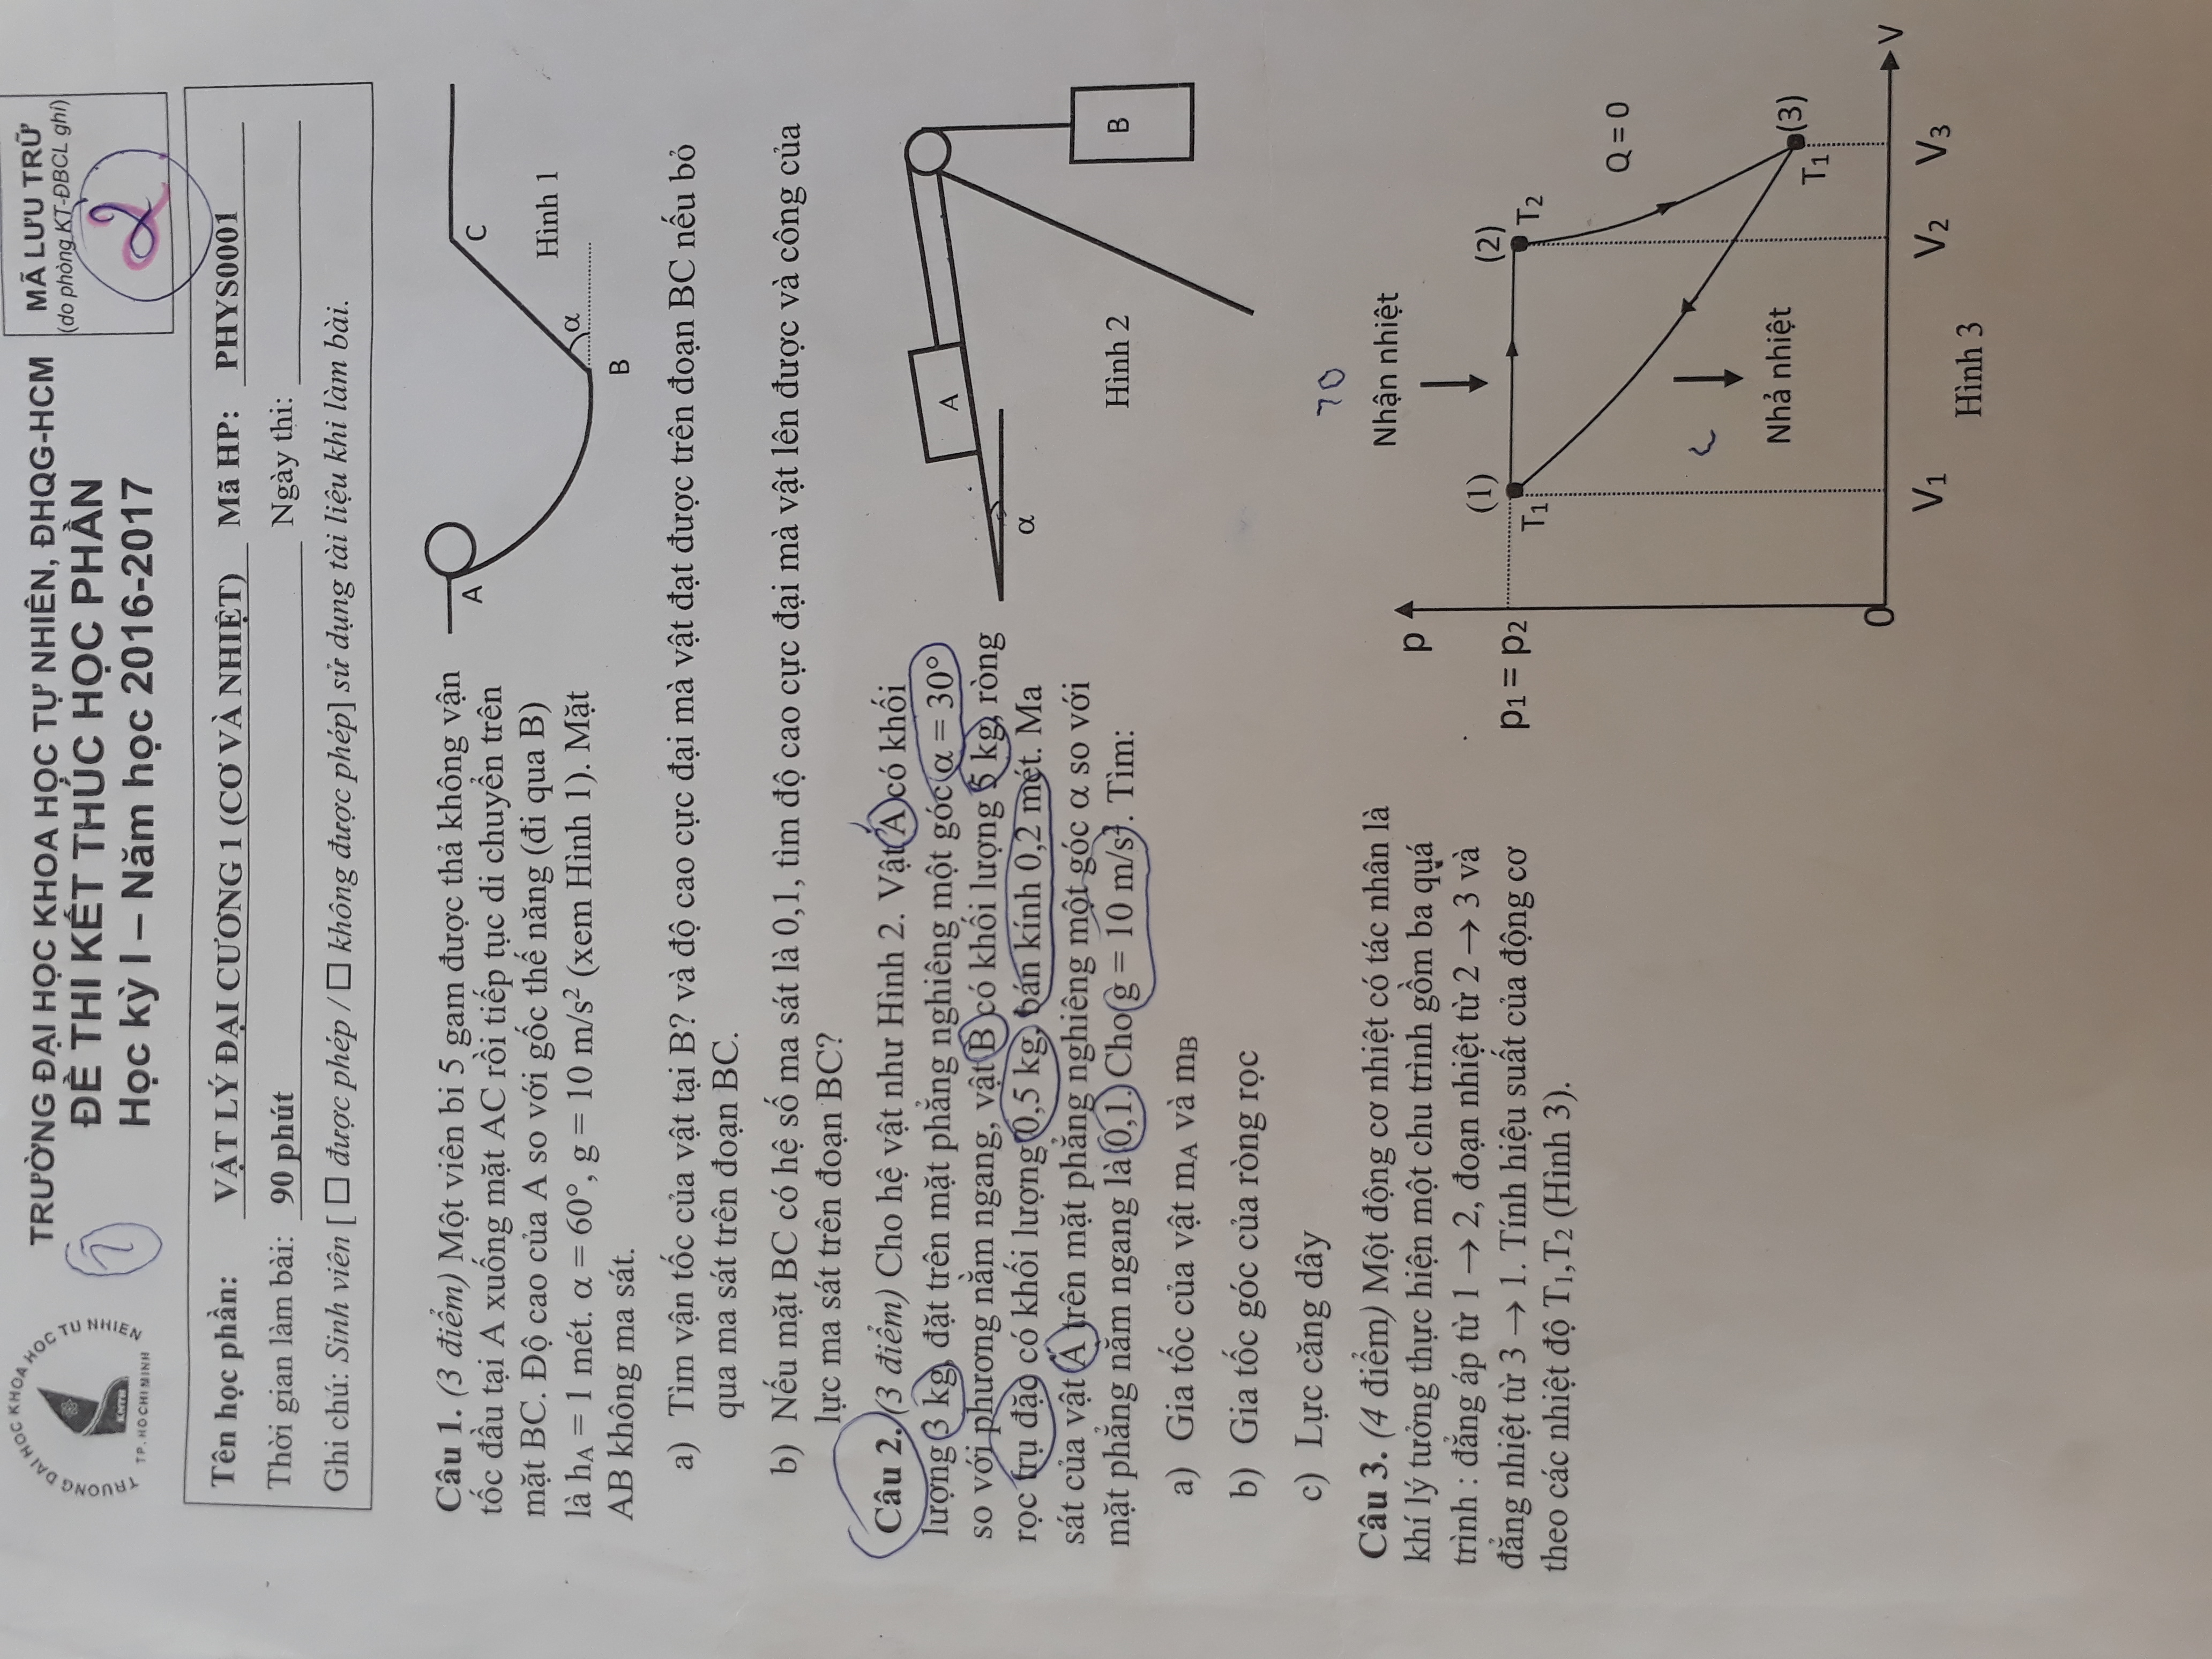 TRƯỜNG ĐẠI HỌC KHOA HỌC TỰ NHIÊN
KHTN
TP. HO CHI MINH
TRƯỜNG ĐẠI HỌC KHOA HỌC TỰ NHIÊN, ĐHQG-HCM
ĐỀ THI KẾT THÚC HỌC PHẦN
Học kỳ I – Năm học 2016-2017
1
MÃ LƯU TRỮ
(do phòng KT-ĐBCL ghi)
2
Tên học phần: VẬT LÝ ĐẠI CƯƠNG 1 (CƠ VÀ NHIỆT) Mã HP: PHYS0001
Thời gian làm bài: 90 phút Ngày thi:
Ghi chú: Sinh viên [ ☐ được phép / ☐ không được phép] sử dụng tài liệu khi làm bài.
Câu 1. (3 điểm) Một viên bi 5 gam được thả không vận
tốc đầu tại A xuống mặt AC rồi tiếp tục di chuyển trên
mặt BC. Độ cao của A so với gốc thế năng (đi qua B)
là hA = 1 mét. α = 60°, g = 10 m/s² (xem Hình 1). Mặt
AB không ma sát.
A
C
α
B
Hình 1
a) Tìm vận tốc của vật tại B? và độ cao cực đại mà vật đạt được trên đoạn BC nếu bỏ
qua ma sát trên đoạn BC.
b) Nếu mặt BC có hệ số ma sát là 0,1, tìm độ cao cực đại mà vật lên được và công của
lực ma sát trên đoạn BC?
Câu 2. (3 điểm) Cho hệ vật như Hình 2. Vật A có khối
lượng 3 kg, đặt trên mặt phẳng nghiêng một góc α = 30°
so với phương nằm ngang, vật B có khối lượng 5 kg, ròng
rọc trụ đặc có khối lượng 0,5 kg, bán kính 0,2 mét. Ma
sát của vật A trên mặt phẳng nghiêng một góc α so với
mặt phẳng nằm ngang là 0,1. Cho g = 10 m/s². Tìm:
A
α
B
Hình 2
a) Gia tốc của vật mA và mB
b) Gia tốc góc của ròng rọc
c) Lực căng dây
Câu 3. (4 điểm) Một động cơ nhiệt có tác nhân là
khí lý tưởng thực hiện một chu trình gồm ba quá
trình : đẳng áp từ 1 → 2, đoạn nhiệt từ 2 → 3 và
đẳng nhiệt từ 3 → 1. Tính hiệu suất của động cơ
theo các nhiệt độ T1,T2 (Hình 3).
70
Nhận nhiệt
p
(1)
(2)
p1 = p2
T1
T2
Q = 0
Nhả nhiệt
(3)
T1
0
V
V1
V2
V3
Hình 3